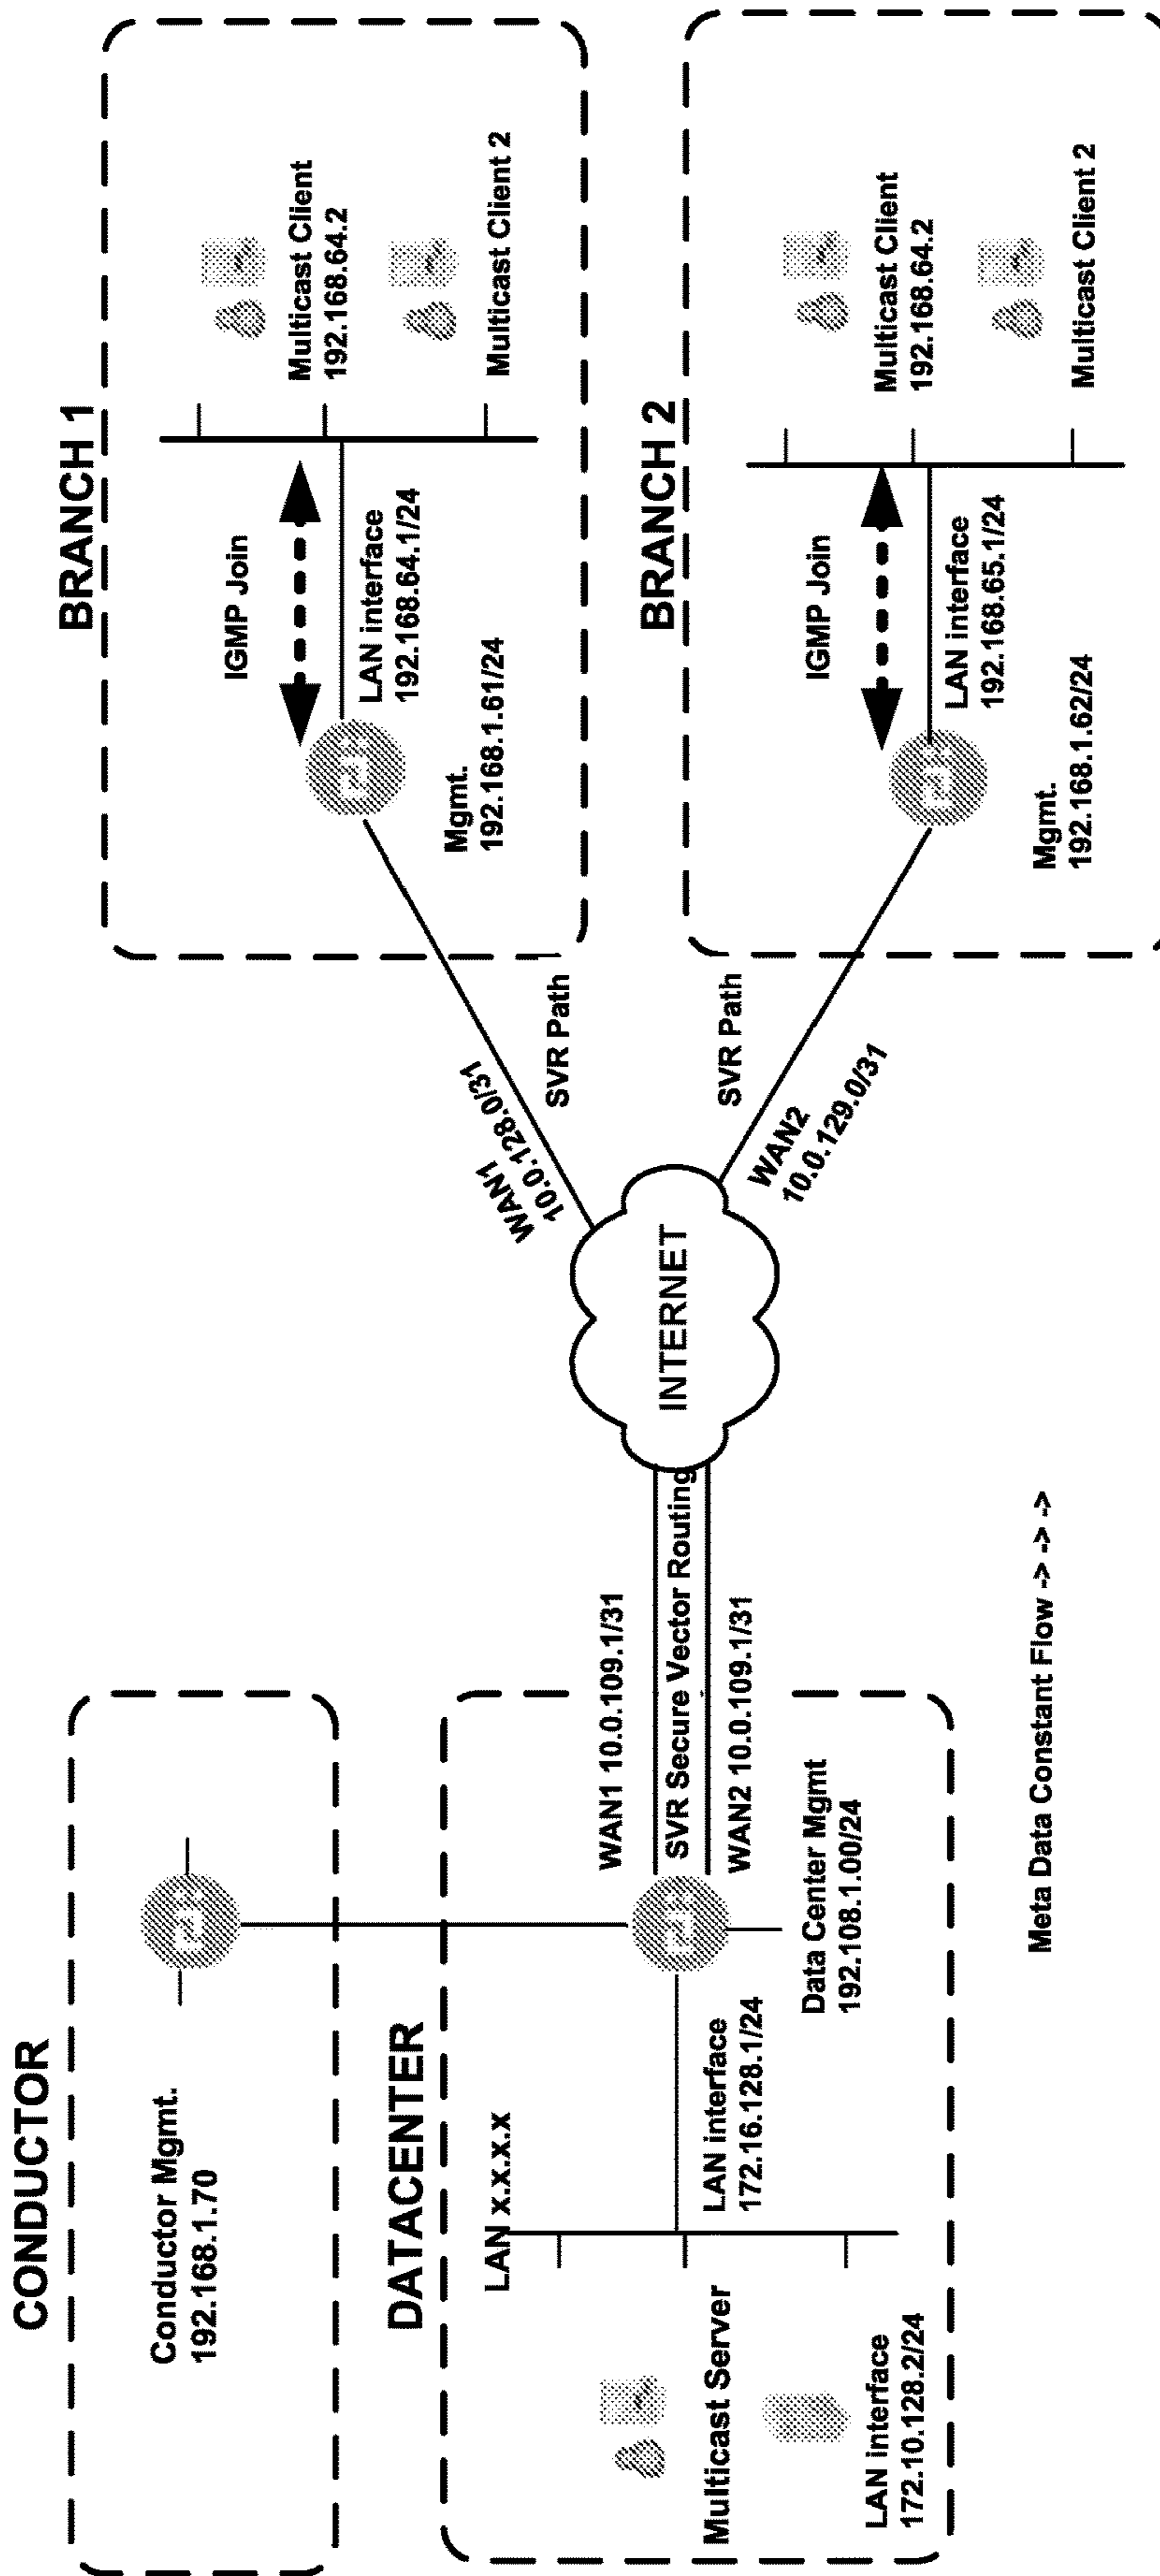 CONDUCTOR
Conductor Mgmt.
192.168.1.70
DATACENTER
LAN x.x.x.x
Multicast Server
LAN interface
172.10.128.2/24
LAN interface
172.16.128.1/24
Data Center Mgmt
192.108.1.00/24
WAN1 10.0.109.1/31
SVR Secure Vector Routing
WAN2 10.0.109.1/31
INTERNET
WAN1
10.0.128.0/31
SVR Path
SVR Path
WAN2
10.0.129.0/31
BRANCH 1
IGMP Join
LAN interface
192.168.64.1/24
Mgmt.
192.168.1.61/24
Multicast Client
192.168.64.2
Multicast Client 2
BRANCH 2
IGMP Join
LAN interface
192.168.65.1/24
Mgmt.
192.168.1.62/24
Multicast Client
192.168.64.2
Multicast Client 2
Meta Data Constant Flow -> -> ->